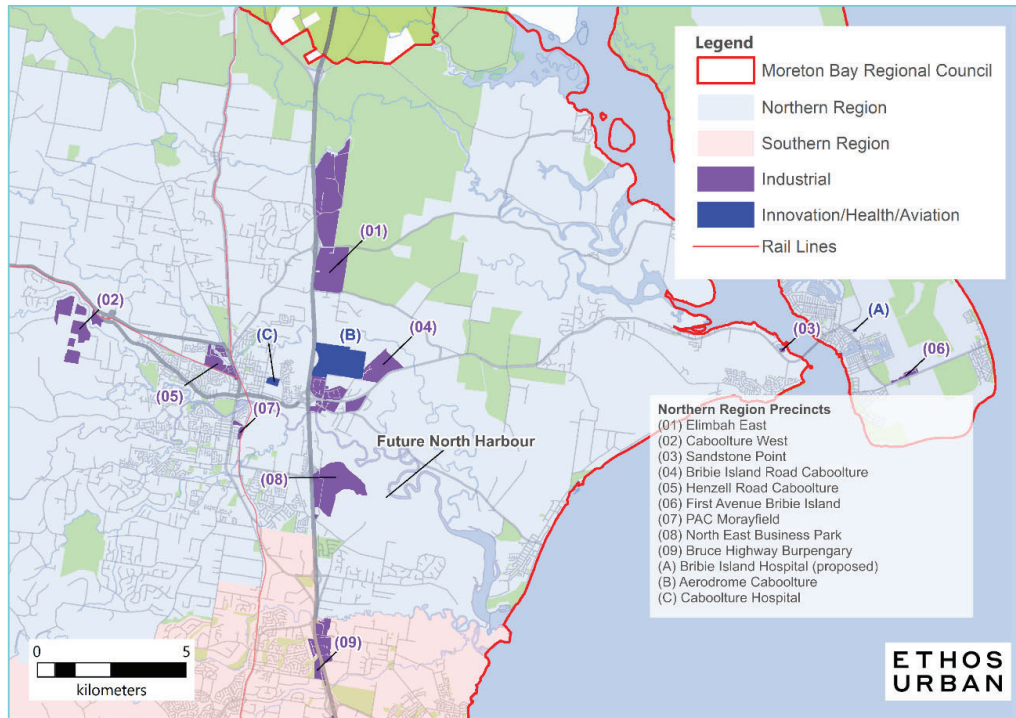 Legend
Moreton Bay Regional Council
Northern Region
Southern Region
Industrial
Innovation/Health/Aviation
Rail Lines
(01)
(02)
(03)
(A)
(B)
(04)
(C)
(06)
(05)
(07)
Future North Harbour
(08)
(09)
Northern Region Precincts
(01) Elimbah East
(02) Caboolture West
(03) Sandstone Point
(04) Bribie Island Road Caboolture
(05) Henzell Road Caboolture
(06) First Avenue Bribie Island
(07) PAC Morayfield
(08) North East Business Park
(09) Bruce Highway Burpengary
(A) Bribie Island Hospital (proposed)
(B) Aerodrome Caboolture
(C) Caboolture Hospital
0 5
kilometers
ETHOS
URBAN